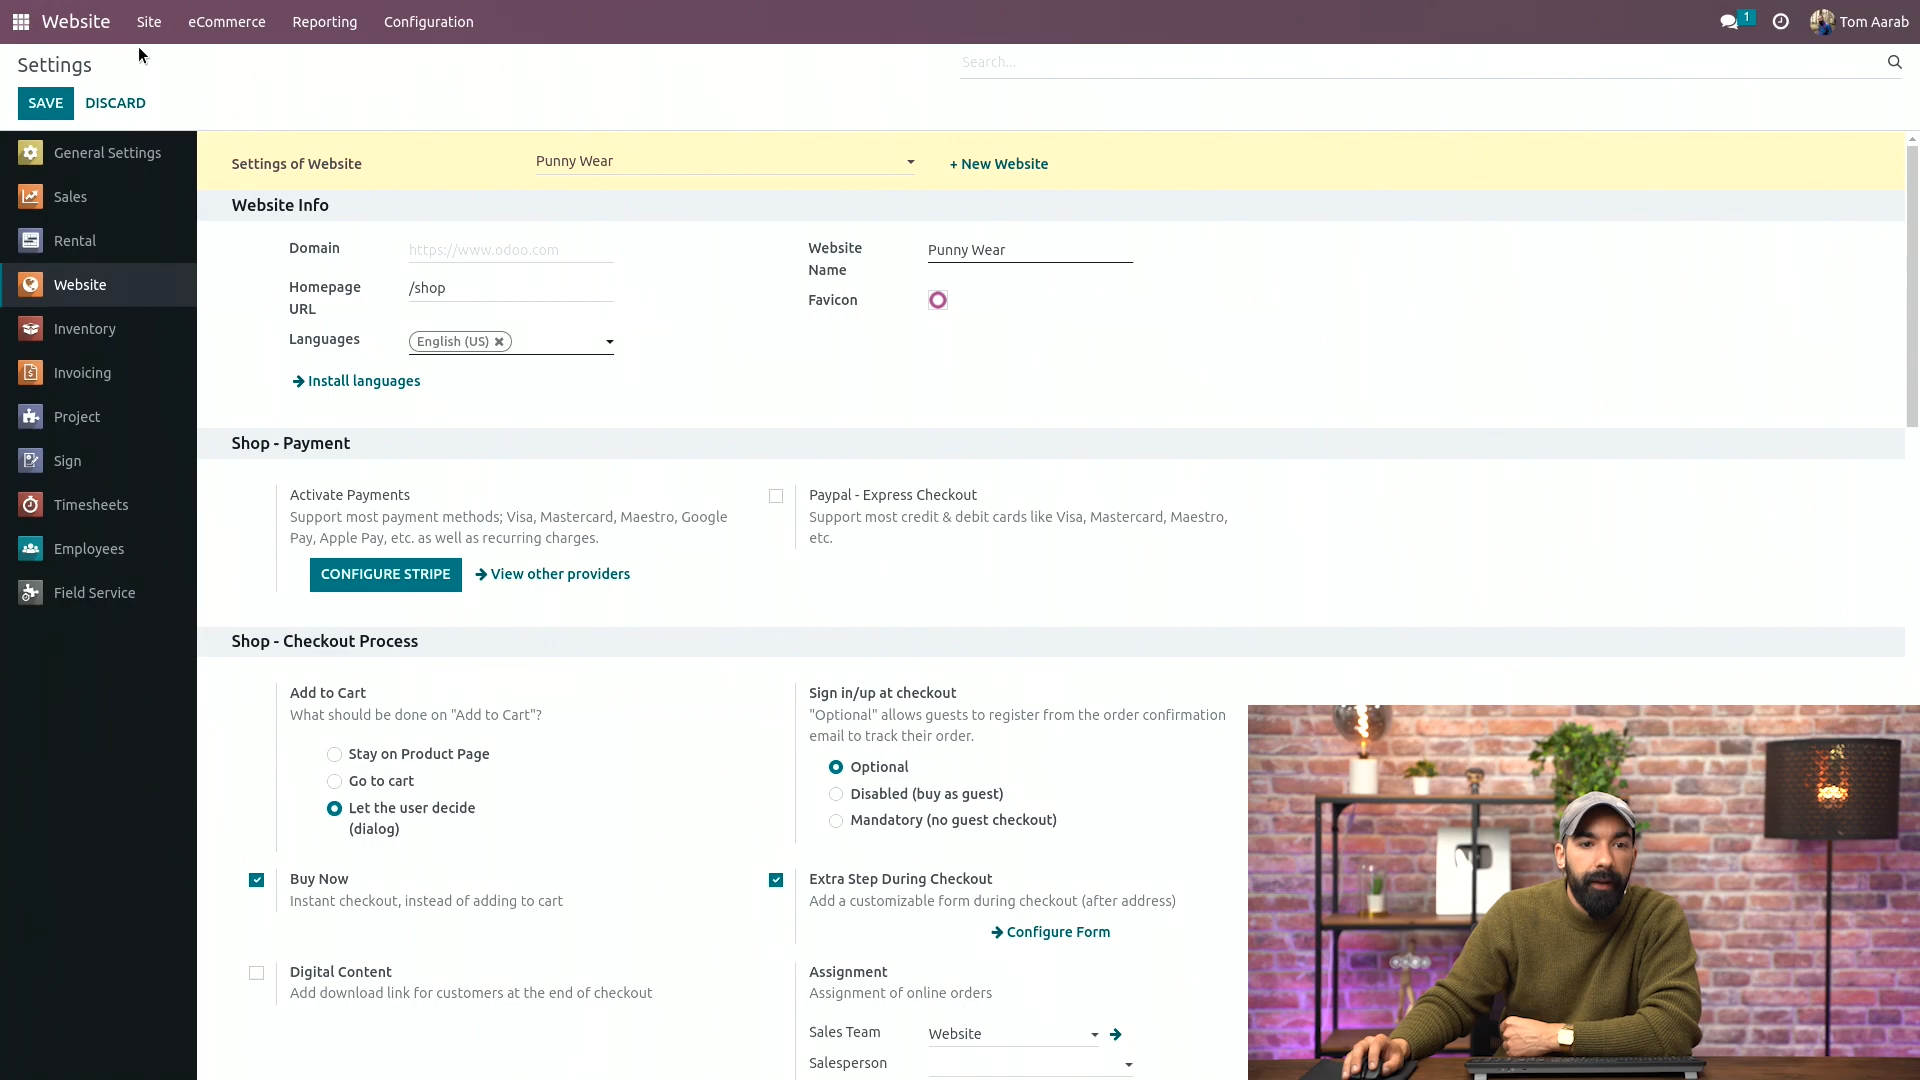 Website Site eCommerce Reporting Configuration 1 Tom Aarab
Settings
Search...
SAVE DISCARD
General Settings
Sales
Rental
Website
Inventory
Invoicing
Project
Sign
Timesheets
Employees
Field Service
Settings of Website Punny Wear + New Website
Website Info
Domain https://www.odoo.com
Homepage URL /shop
Languages English (US)
Install languages
Website Name Punny Wear
Favicon
Shop - Payment
Activate Payments
Support most payment methods; Visa, Mastercard, Maestro, Google
Pay, Apple Pay, etc. as well as recurring charges.
CONFIGURE STRIPE View other providers
Paypal - Express Checkout
Support most credit & debit cards like Visa, Mastercard, Maestro,
etc.
Shop - Checkout Process
Add to Cart
What should be done on "Add to Cart"?
Stay on Product Page
Go to cart
Let the user decide
(dialog)
Sign in/up at checkout
"Optional" allows guests to register from the order confirmation
email to track their order.
Optional
Disabled (buy as guest)
Mandatory (no guest checkout)
Buy Now
Instant checkout, instead of adding to cart
Extra Step During Checkout
Add a customizable form during checkout (after address)
Configure Form
Digital Content
Add download link for customers at the end of checkout
Assignment
Assignment of online orders
Sales Team Website
Salesperson